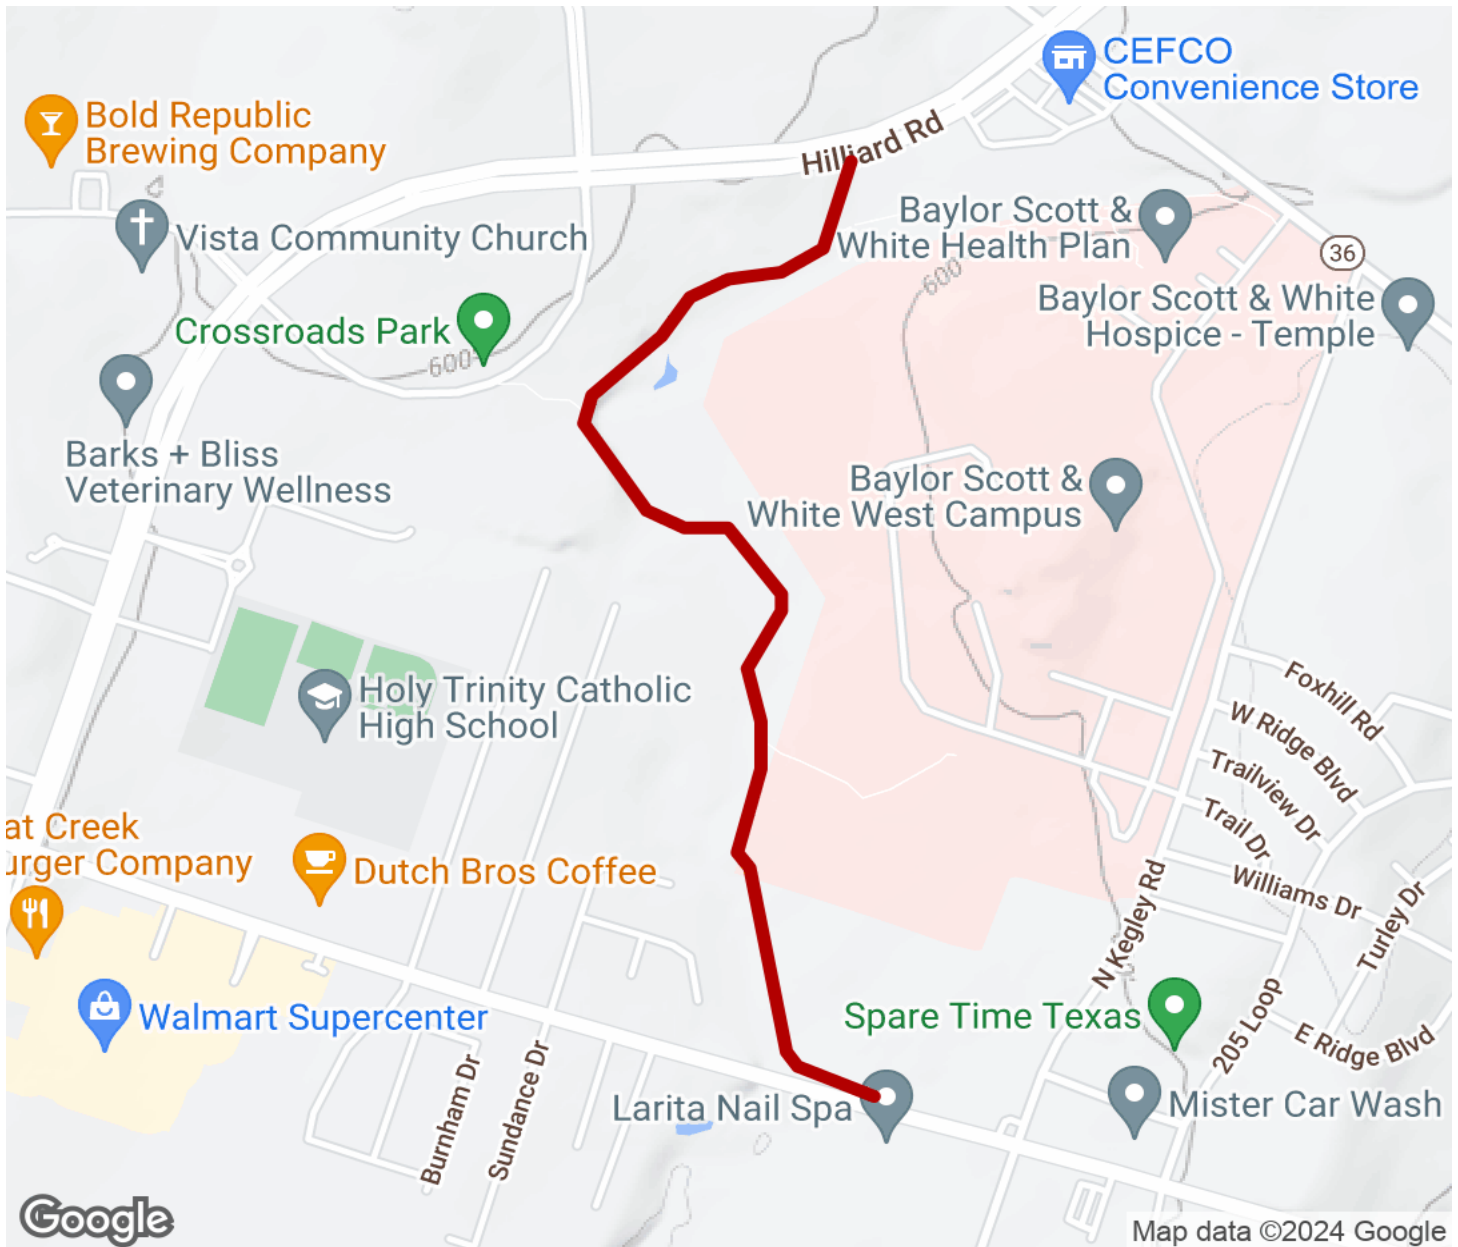 CEFCO
Convenience Store
Bold Republic
Brewing Company
Hilliard Rd
Baylor Scott &
White Health Plan
Vista Community Church
36
600
Baylor Scott & White
Hospice - Temple
Crossroads Park
600
Barks + Bliss
Veterinary Wellness
Baylor Scott &
White West Campus
Holy Trinity Catholic
High School
Foxhill Rd
W Ridge Blvd
Trailview Dr
Trail Dr
at Creek
urger Company
Dutch Bros Coffee
Williams Dr
Turley Dr
N Kegley Rd
Walmart Supercenter
Spare Time Texas
205 Loop
E Ridge Blvd
Burnham Dr
Sundance Dr
Larita Nail Spa
Mister Car Wash
Google
Map data ©2024 Google